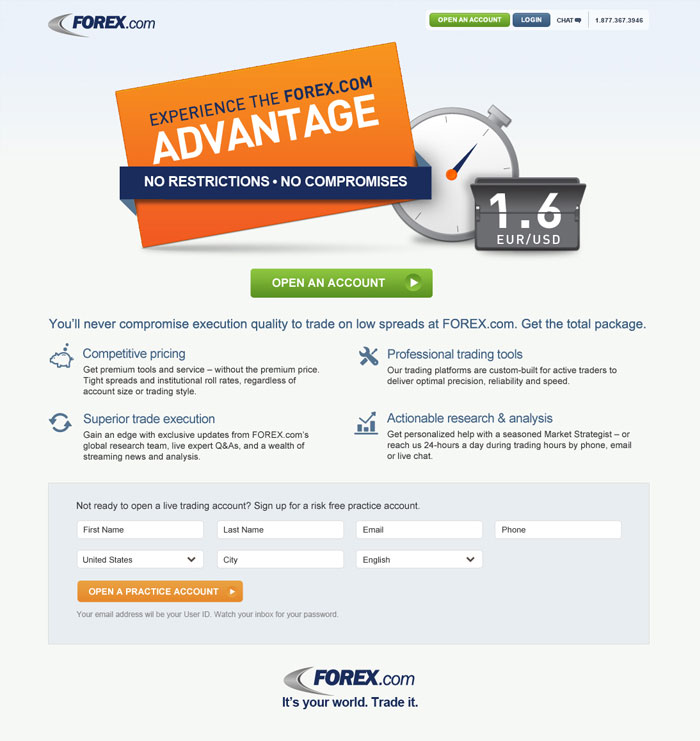 FOREX.com
OPEN AN ACCOUNT
LOGIN
CHAT
1.877.367.3946
EXPERIENCE THE FOREX.COM
ADVANTAGE
NO RESTRICTIONS • NO COMPROMISES
1.6
EUR/USD
OPEN AN ACCOUNT
You'll never compromise execution quality to trade on low spreads at FOREX.com. Get the total package.
Competitive pricing
Get premium tools and service – without the premium price.
Tight spreads and institutional roll rates, regardless of
account size or trading style.
Professional trading tools
Our trading platforms are custom-built for active traders to
deliver optimal precision, reliability and speed.
Superior trade execution
Gain an edge with exclusive updates from FOREX.com's
global research team, live expert Q&As, and a wealth of
streaming news and analysis.
Actionable research & analysis
Get personalized help with a seasoned Market Strategist – or
reach us 24-hours a day during trading hours by phone, email
or live chat.
Not ready to open a live trading account? Sign up for a risk free practice account.
First Name
Last Name
Email
Phone
United States
City
English
OPEN A PRACTICE ACCOUNT
Your email address wil be your User ID. Watch your inbox for your password.
FOREX.com
It's your world. Trade it.